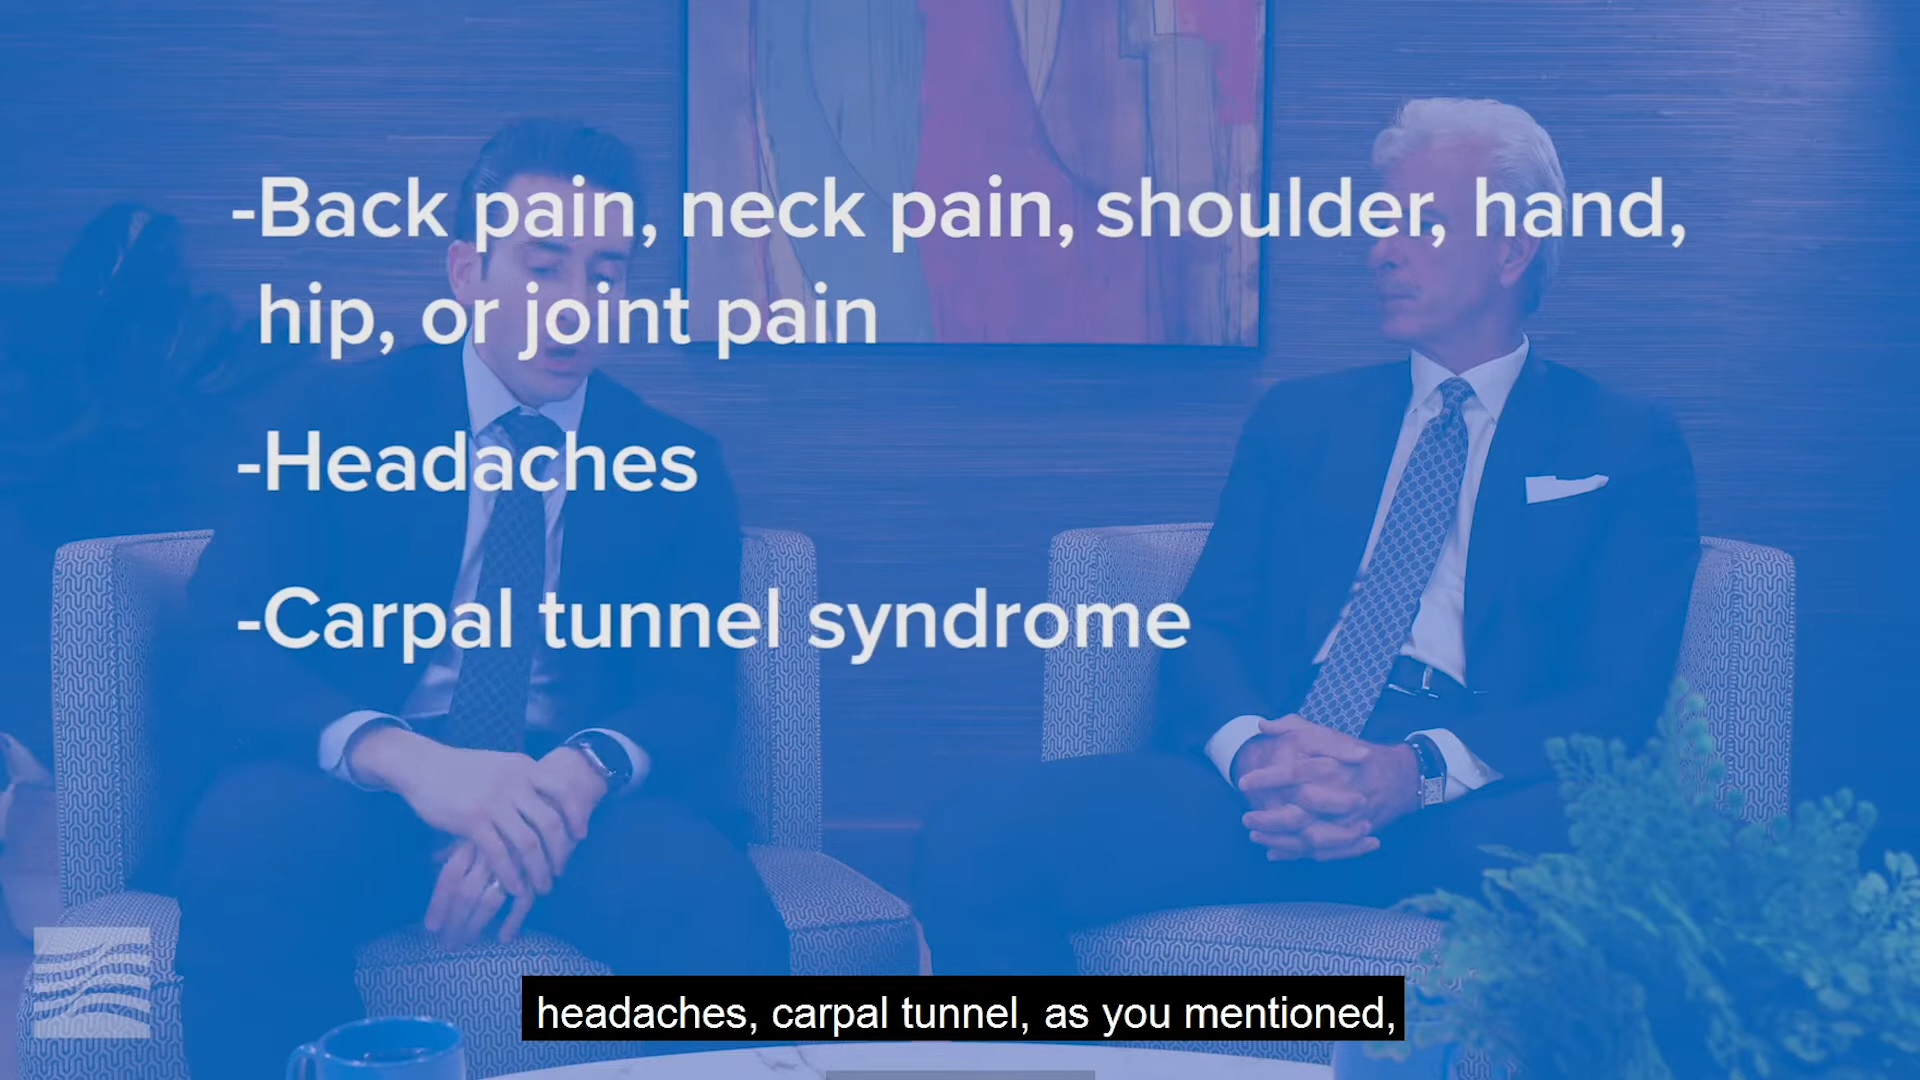 -Back pain, neck pain, shoulder, hand,
hip, or joint pain
-Headaches
-Carpal tunnel syndrome
headaches, carpal tunnel, as you mentioned,